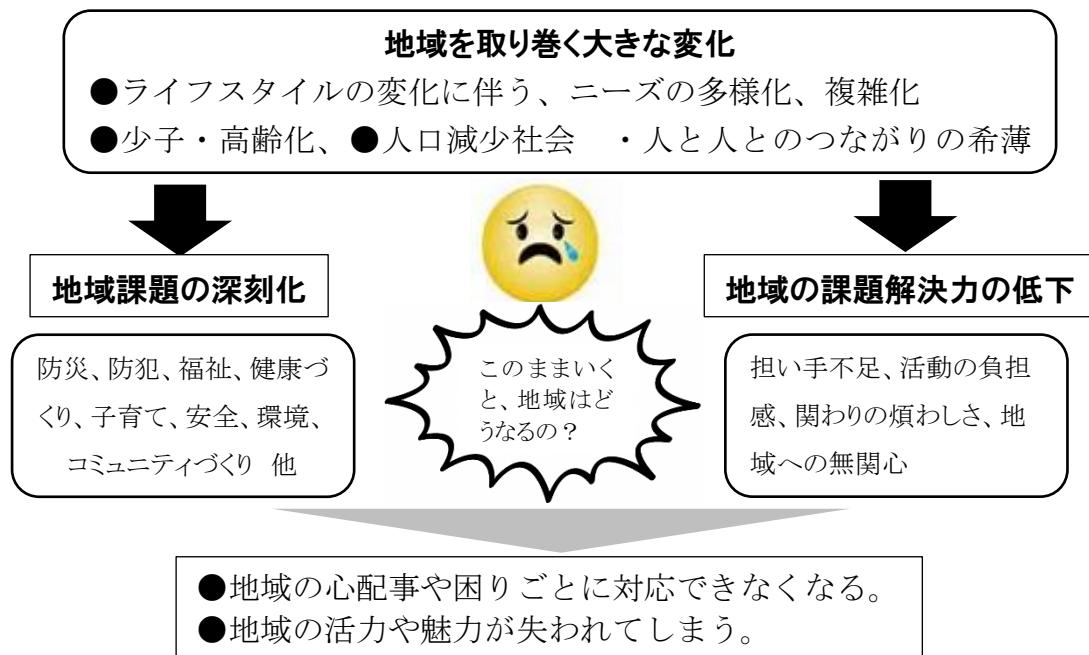 地域を取り巻く大きな変化
●ライフスタイルの変化に伴う、ニーズの多様化、複雑化
●少子・高齢化、●人口減少社会　・人と人とのつながりの希薄
地域課題の深刻化
防災、防犯、福祉、健康づ
くり、子育て、安全、環境、
コミュニティづくり　他
このままいく
と、地域はど
うなるの？
地域の課題解決力の低下
担い手不足、活動の負担
感、関わりの煩わしさ、地
域への無関心
●地域の心配事や困りごとに対応できなくなる。
●地域の活力や魅力が失われてしまう。